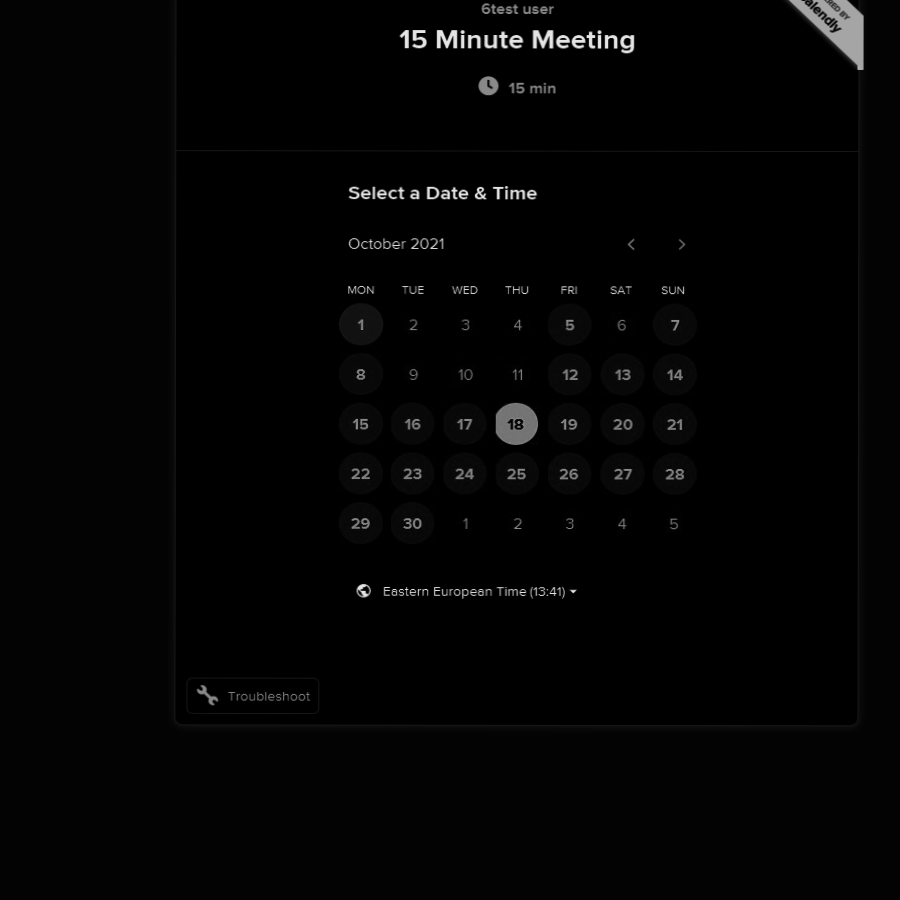 6test user
15 Minute Meeting
15 min
Calendly
Select a Date & Time
October 2021
MON TUE WED THU FRI SAT SUN
1 2 3 4 5 6 7
8 9 10 11 12 13 14
15 16 17 18 19 20 21
22 23 24 25 26 27 28
29 30 1 2 3 4 5
Eastern European Time (13:41)
Troubleshoot